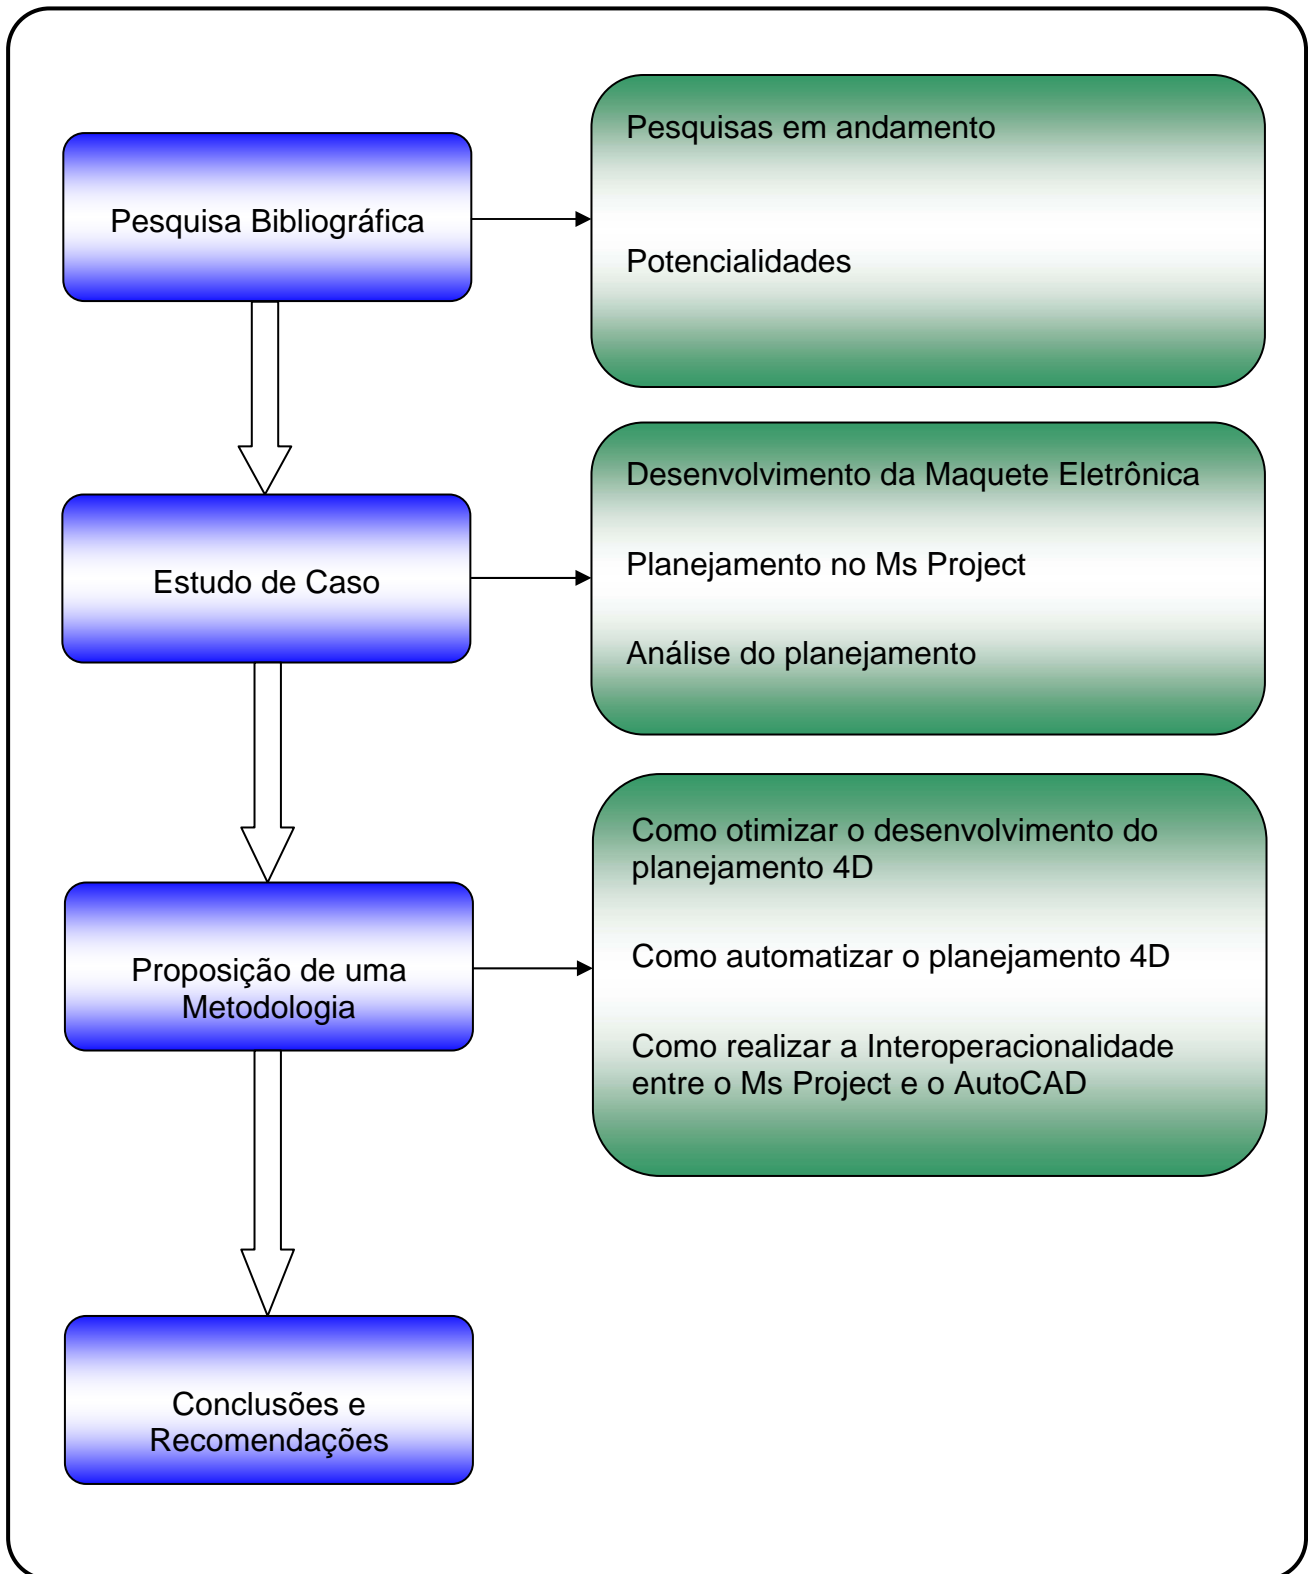 Pesquisa Bibliográfica
Pesquisas em andamento
Potencialidades
Estudo de Caso
Desenvolvimento da Maquete Eletrônica
Planejamento no Ms Project
Análise do planejamento
Proposição de uma
Metodologia
Como otimizar o desenvolvimento do
planejamento 4D
Como automatizar o planejamento 4D
Como realizar a Interoperacionalidade
entre o Ms Project e o AutoCAD
Conclusões e
Recomendações